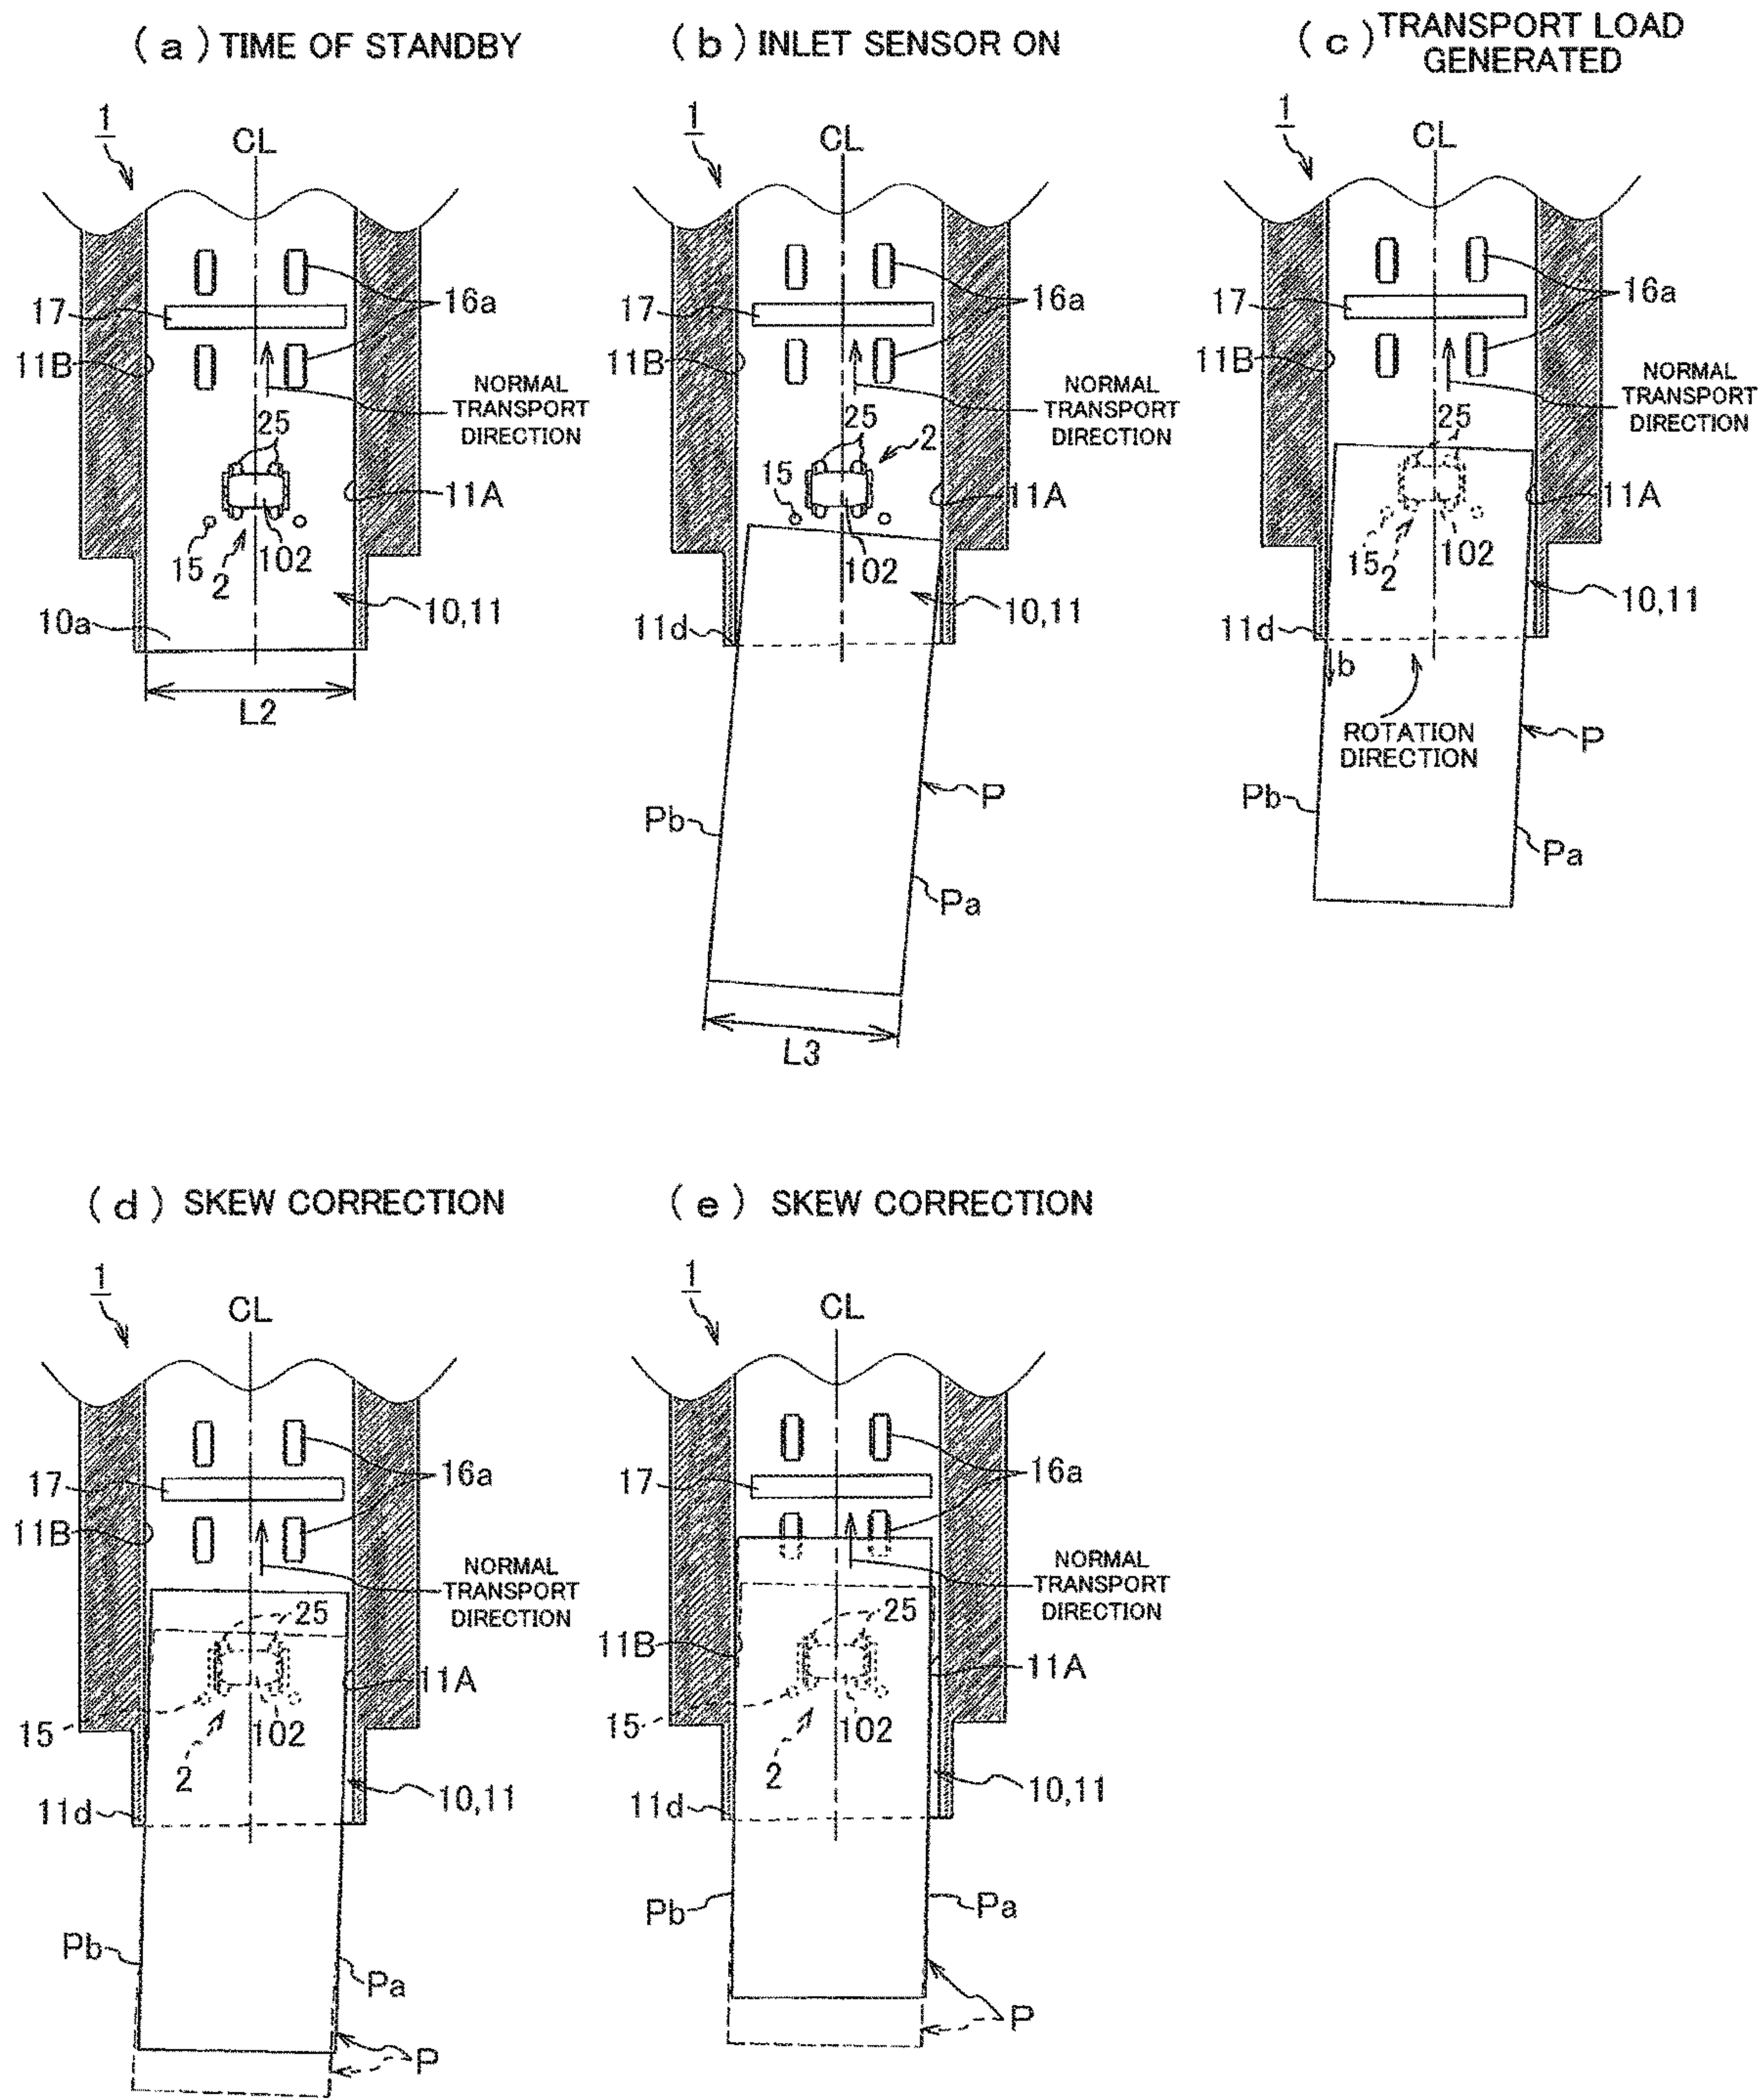 (a) TIME OF STANDBY
1
CL
17
16a
11B
NORMAL
TRANSPORT
DIRECTION
25
11A
15
2
102
10a
10,11
L2
(b) INLET SENSOR ON
1
CL
17
16a
11B
NORMAL
TRANSPORT
DIRECTION
25
2
15
11A
102
11d
10,11
Pb
P
Pa
L3
(c) TRANSPORT LOAD
GENERATED
1
CL
17
16a
11B
NORMAL
TRANSPORT
DIRECTION
25
11A
15
2
102
10,11
11d
b
ROTATION
DIRECTION
P
Pb
Pa
(d) SKEW CORRECTION
1
CL
17
16a
11B
NORMAL
TRANSPORT
DIRECTION
25
11A
15
102
2
11d
10,11
Pb
Pa
P
(e) SKEW CORRECTION
1
CL
17
16a
NORMAL
TRANSPORT
DIRECTION
25
11B
11A
15
102
2
11d
10,11
Pb
Pa
P